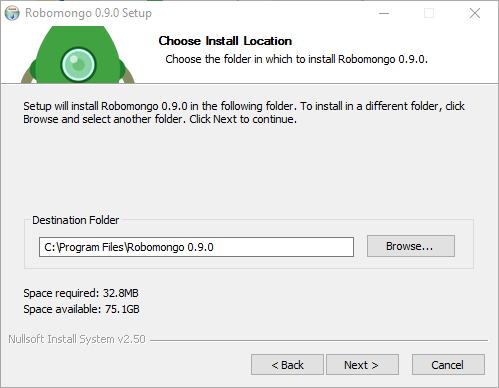 Robomongo 0.9.0 Setup
Choose Install Location
Choose the folder in which to install Robomongo 0.9.0.
Setup will install Robomongo 0.9.0 in the following folder. To install in a different folder, click
Browse and select another folder. Click Next to continue.
Destination Folder
C:\Program Files\Robomongo 0.9.0
Browse...
Space required: 32.8MB
Space available: 75.1GB
Nullsoft Install System v2.50
< Back
Next >
Cancel